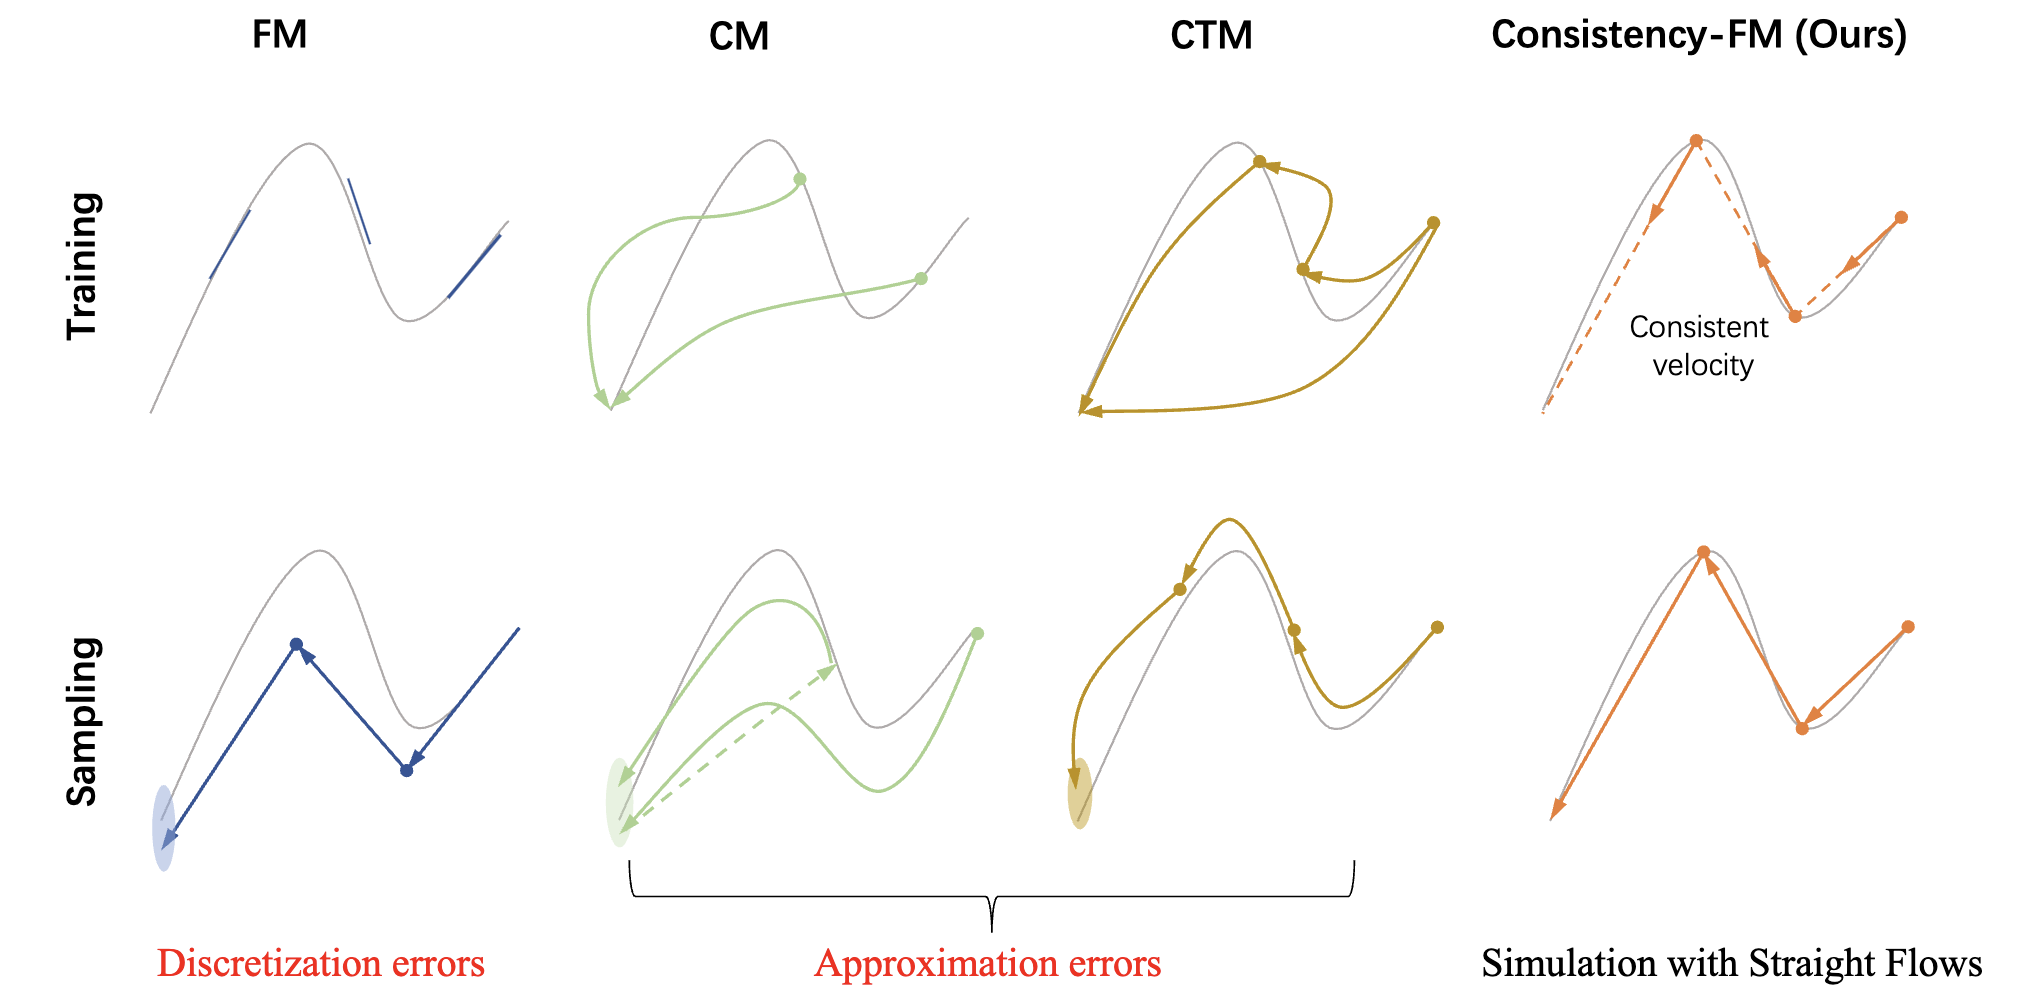 FM
CM
CTM
Consistency-FM (Ours)
Training
Consistent
velocity
Sampling
Discretization errors
Approximation errors
Simulation with Straight Flows